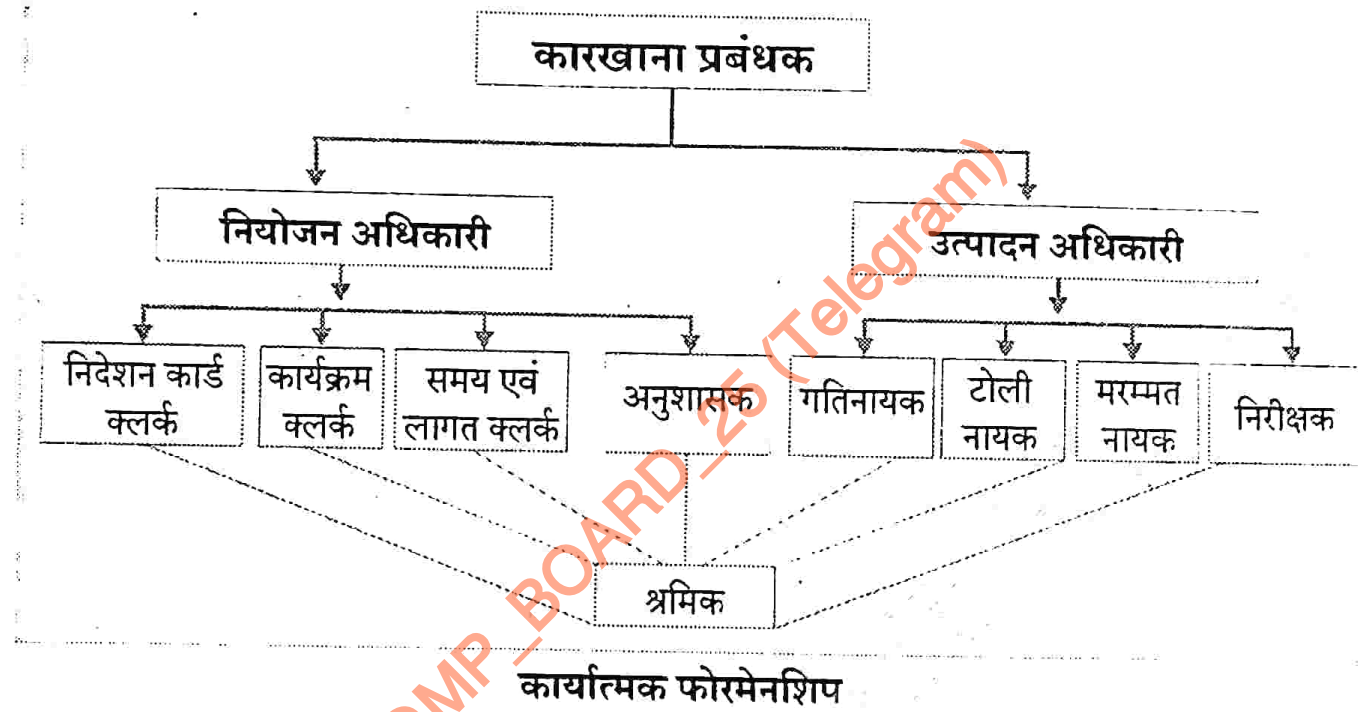 कारखाना प्रबंधक
नियोजन अधिकारी
उत्पादन अधिकारी
निदेशन कार्ड
क्लर्क
कार्यक्रम
क्लर्क
समय एवं
लागत क्लर्क
अनुशासक
गतिनायक
टोली
नायक
मरम्मत
नायक
निरीक्षक
श्रमिक
कार्यात्मक फोरमेनशिप
MP_BOARD_25 (Telegram)